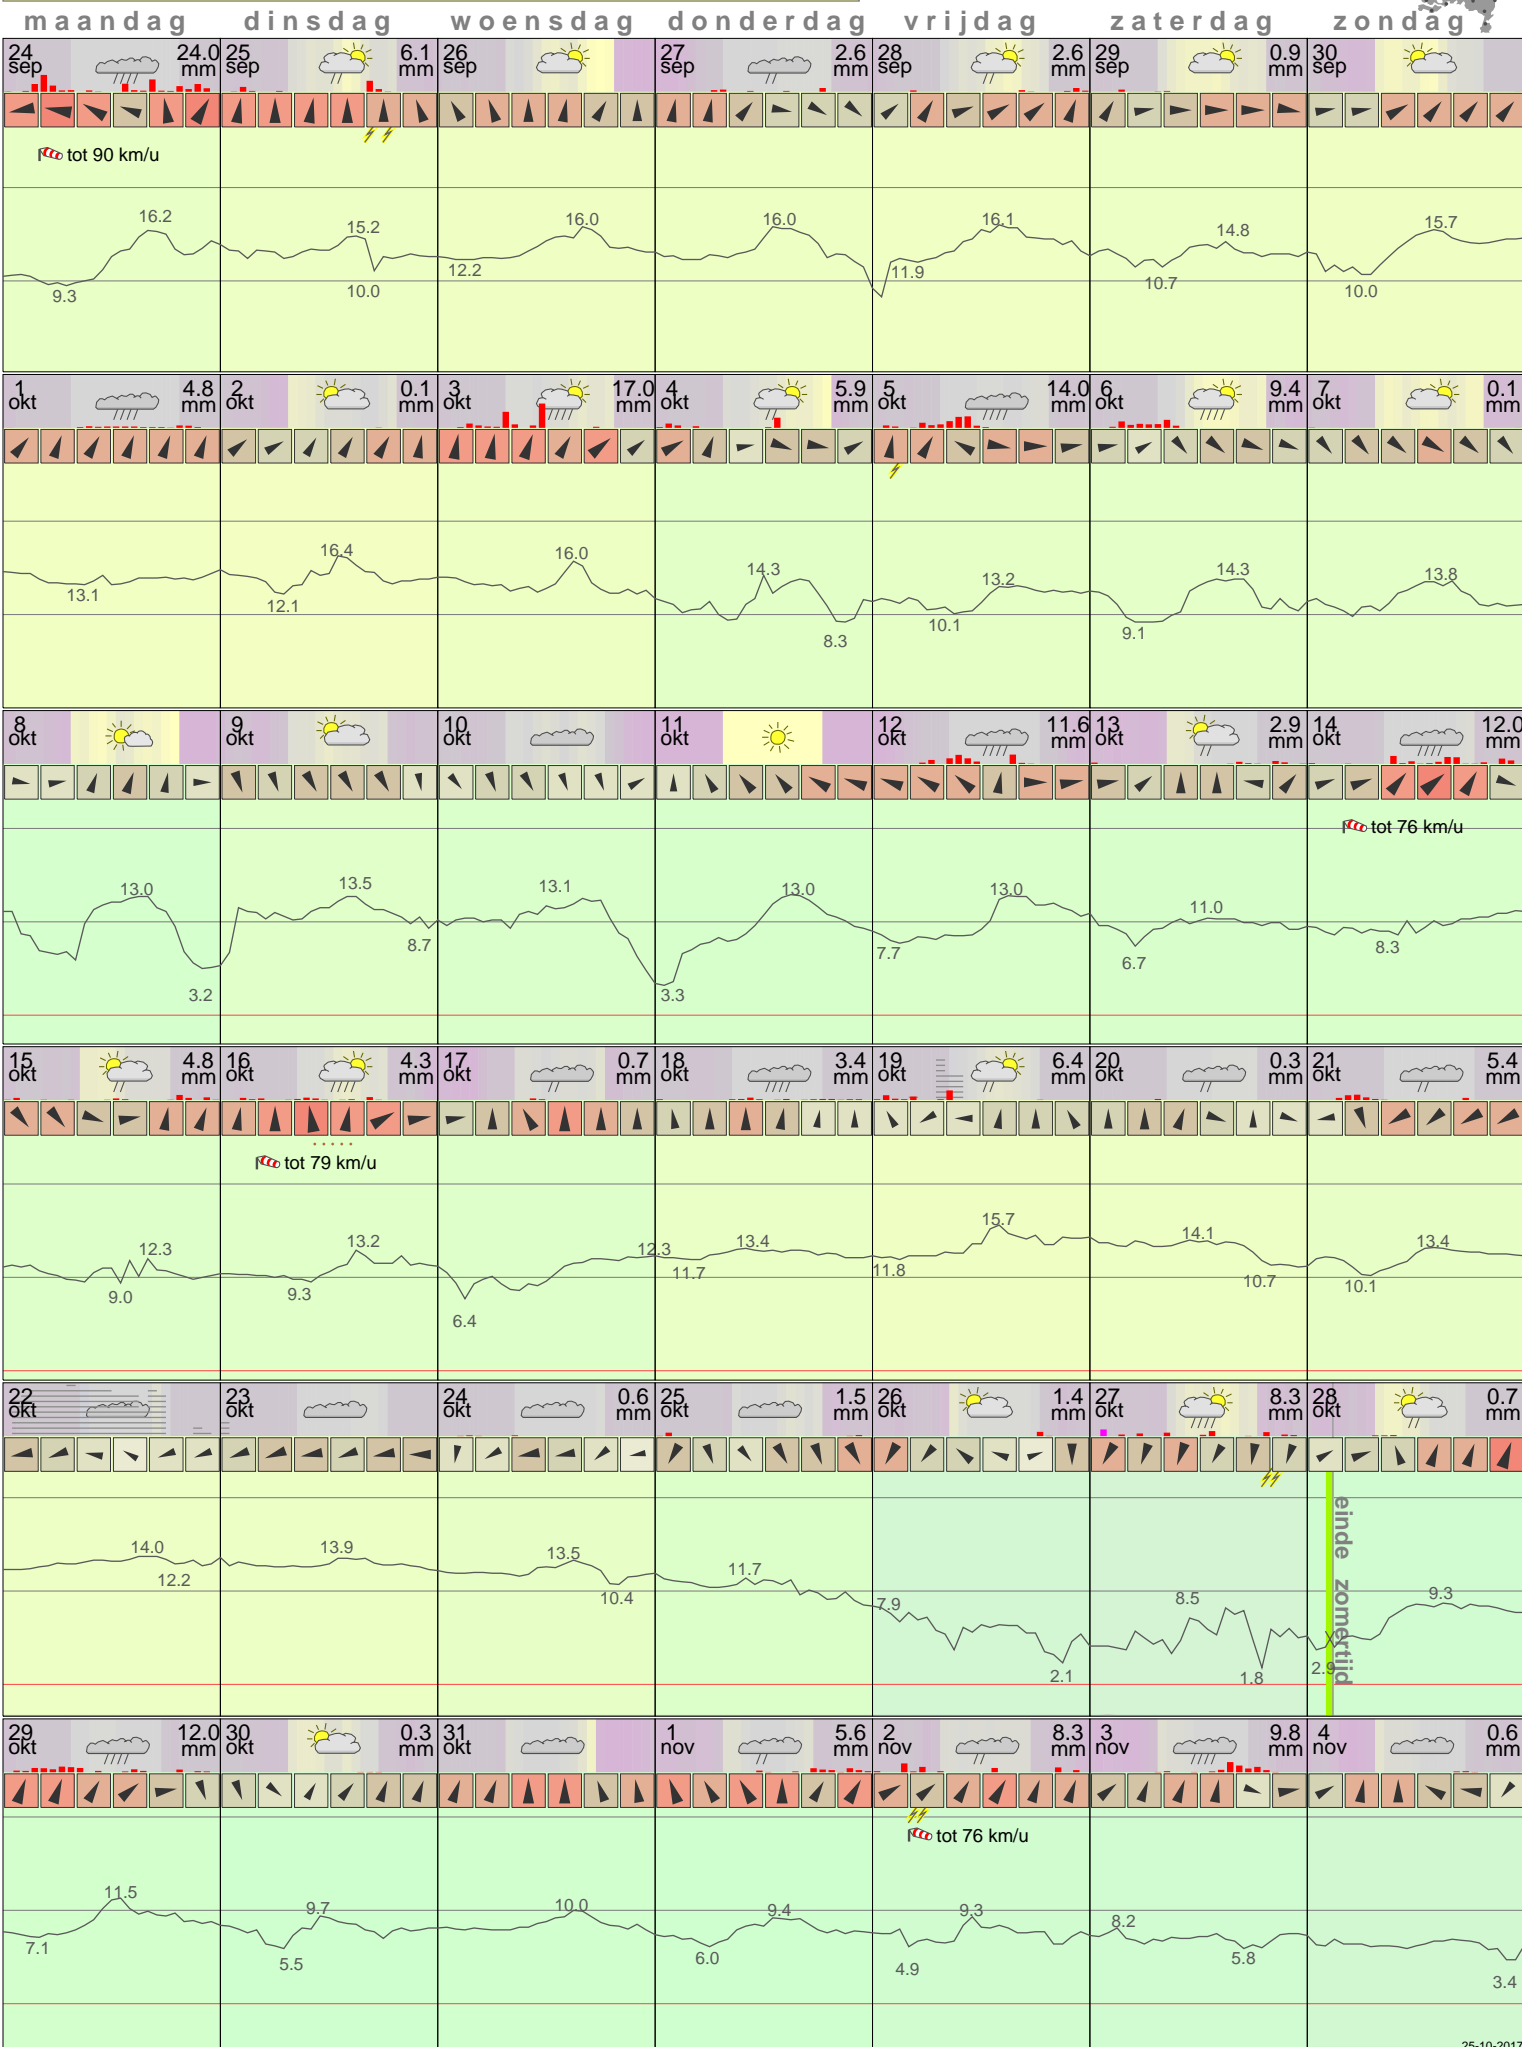 maandag dinsdag woensdag donderdag vrijdag zaterdag zondag
24 sep 24.0 mm 25 sep 6.1 mm 26 sep 27 sep 2.6 mm 28 sep 2.6 mm 29 sep 0.9 mm 30 sep
tot 90 km/u
16.2 15.2 16.0 16.0 16.1 14.8 15.7
9.3 10.0 12.2 11.9 10.7 10.0
1 okt 4.8 mm 2 okt 0.1 mm 3 okt 17.0 mm 4 okt 5.9 mm 5 okt 14.0 mm 6 okt 9.4 mm 7 okt 0.1 mm
16.4 16.0 14.3 13.2 14.3 13.8
13.1 12.1 8.3 10.1 9.1
8 okt 9 okt 10 okt 11 okt 12 okt 11.6 mm 13 okt 2.9 mm 14 okt 12.0 mm
tot 76 km/u
13.0 13.5 13.1 13.0 13.0 11.0
3.2 8.7 3.3 7.7 6.7 8.3
15 okt 4.8 mm 16 okt 4.3 mm 17 okt 0.7 mm 18 okt 3.4 mm 19 okt 6.4 mm 20 okt 0.3 mm 21 okt 5.4 mm
tot 79 km/u
12.3 13.2 12.3 13.4 15.7 14.1 13.4
9.0 9.3 6.4 11.7 11.8 10.7 10.1
22 okt 23 okt 24 okt 0.6 mm 25 okt 1.5 mm 26 okt 1.4 mm 27 okt 8.3 mm 28 okt 0.7 mm
einde zomertijd
14.0 13.9 13.5 11.7 7.9 8.5 9.3
12.2 10.4 2.1 1.8 2.9
29 okt 12.0 mm 30 okt 0.3 mm 31 okt 1 nov 5.6 mm 2 nov 8.3 mm 3 nov 9.8 mm 4 nov 0.6 mm
tot 76 km/u
11.5 9.7 10.0 9.4 9.3 8.2
7.1 5.5 6.0 4.9 5.8 3.4
25-10-2017